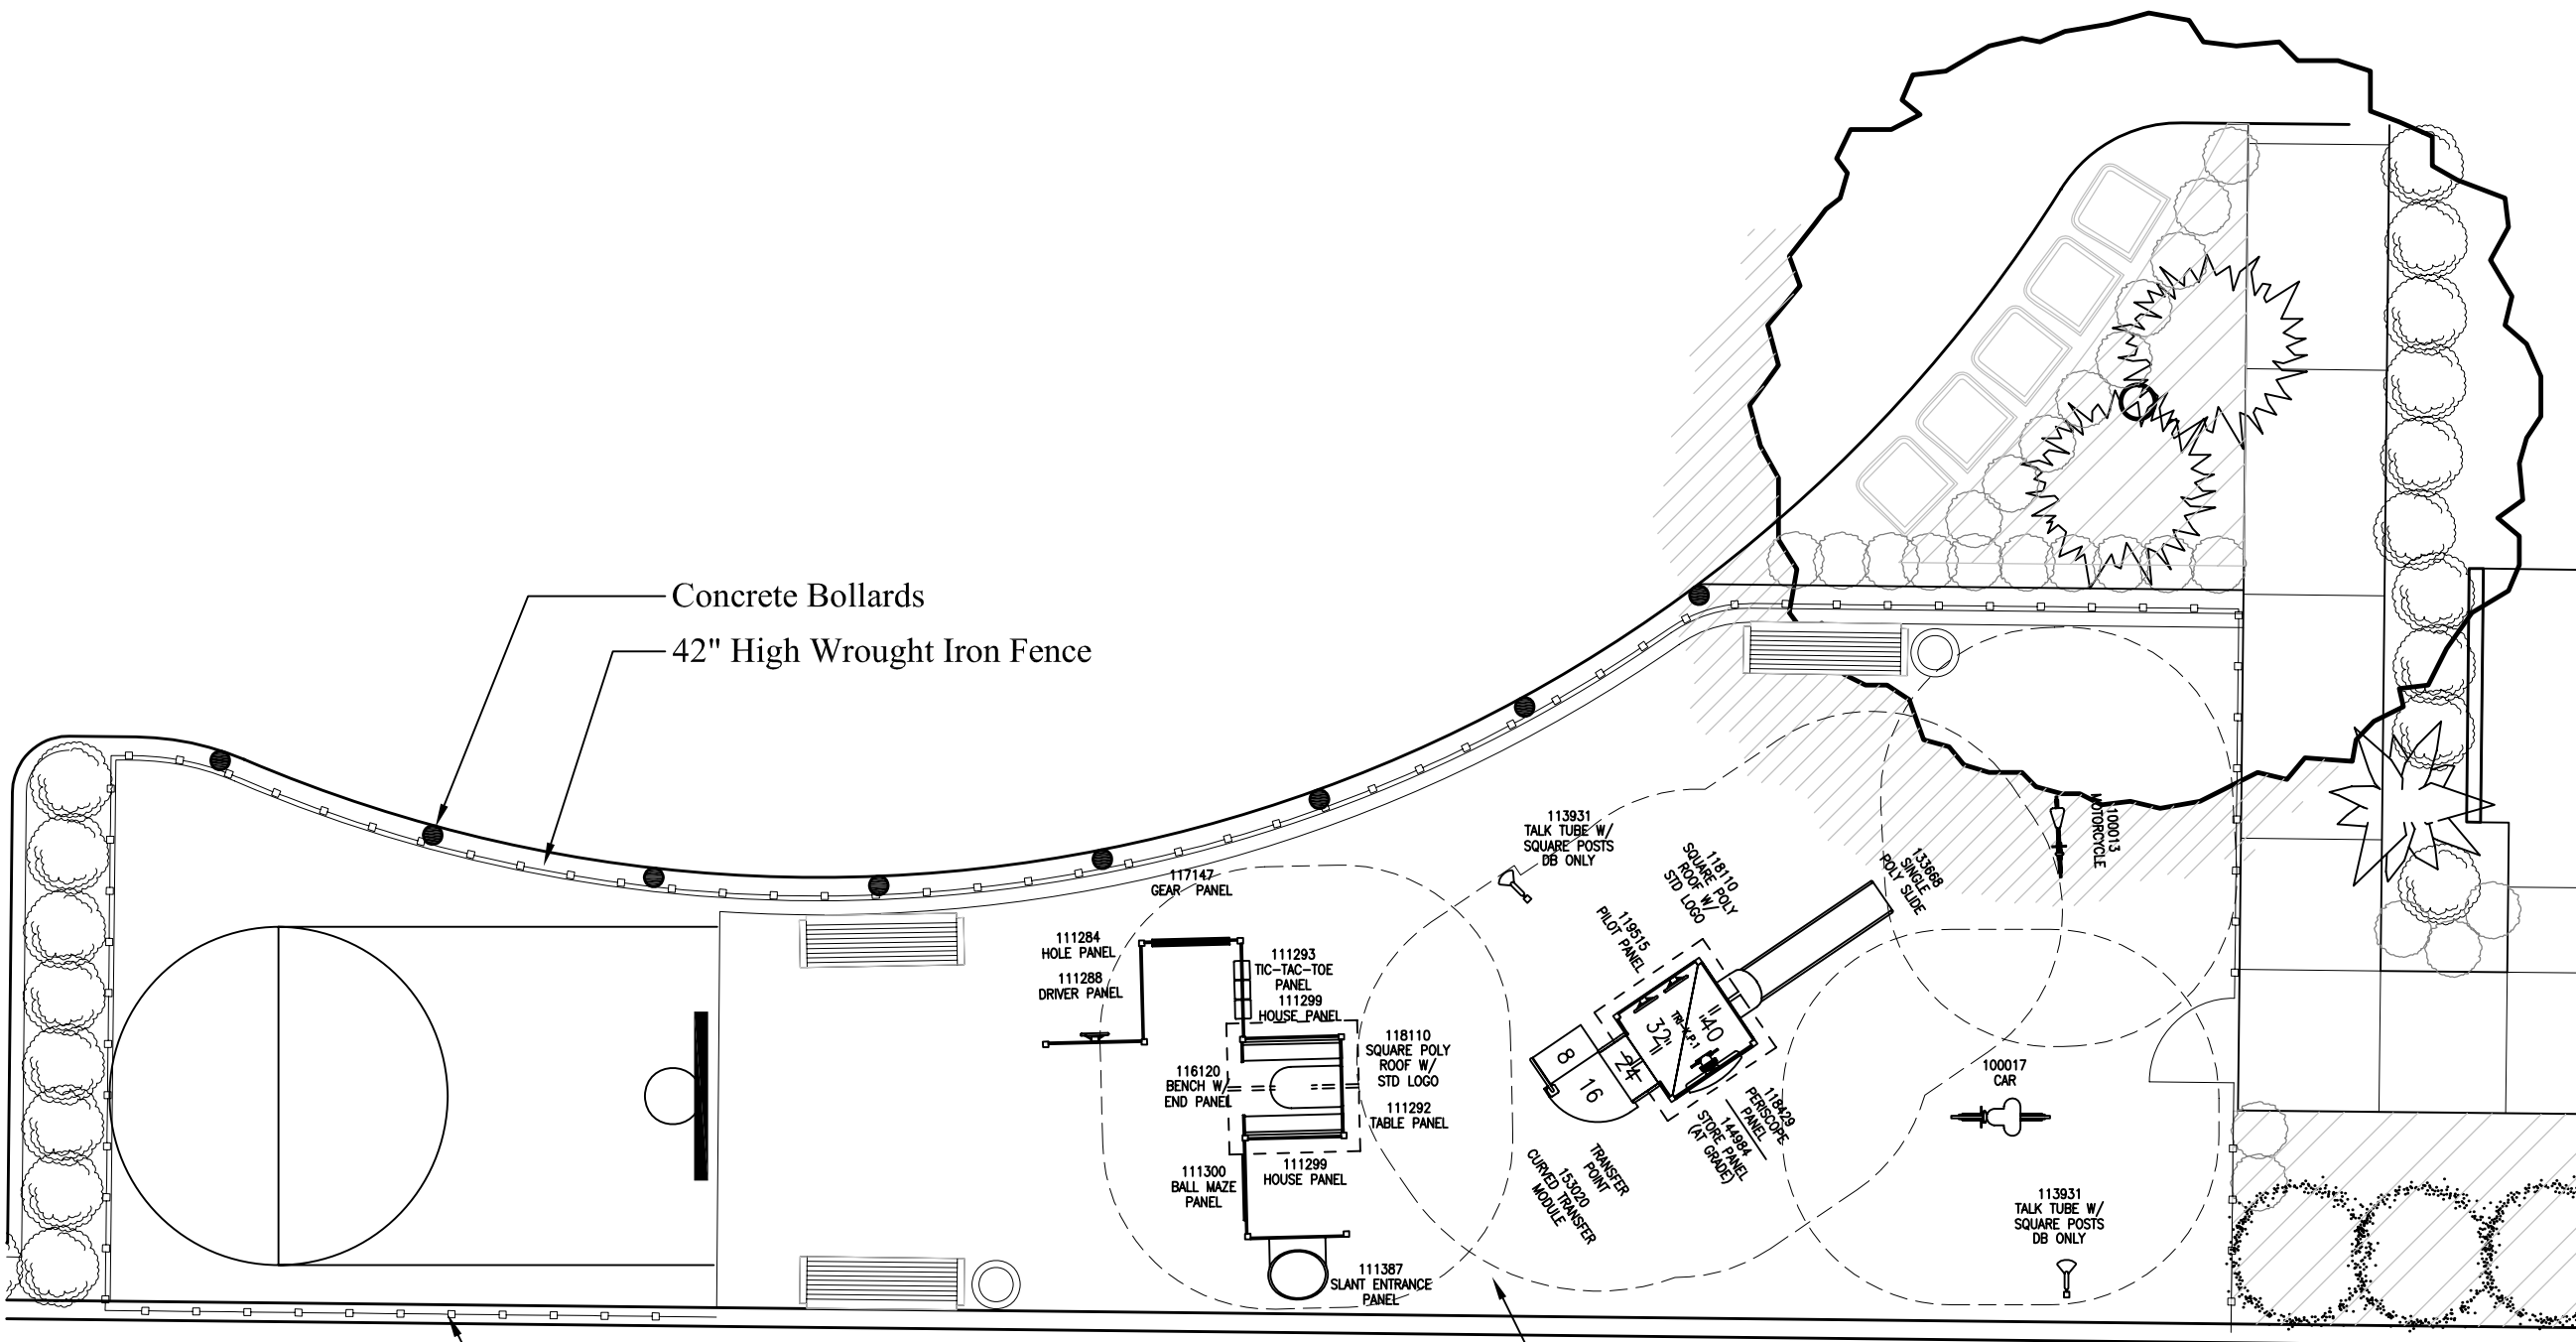 Concrete Bollards
42" High Wrought Iron Fence
117147
GEAR PANEL
111284
HOLE PANEL
111288
DRIVER PANEL
111293
TIC-TAC-TOE
PANEL
111299
HOUSE PANEL
118110
SQUARE POLY
ROOF W/
STD LOGO
116120
BENCH W/
END PANEL
111292
TABLE PANEL
111300
BALL MAZE
PANEL
111299
HOUSE PANEL
111387
SLANT ENTRANCE
PANEL
113931
TALK TUBE W/
SQUARE POSTS
DB ONLY
118110
SQUARE POLY
ROOF W/
STD LOGO
119515
PILOT PANEL
133668
SINGLE
POLY SLIDE
100013
MOTORCYCLE
32"
40"
8
16
24
118429
PERISCOPE
PANEL
144984
STORE PANEL
(AT GRADE)
TRANSFER
POINT
153020
CURVED TRANSFER
MODULE
100017
CAR
113931
TALK TUBE W/
SQUARE POSTS
DB ONLY